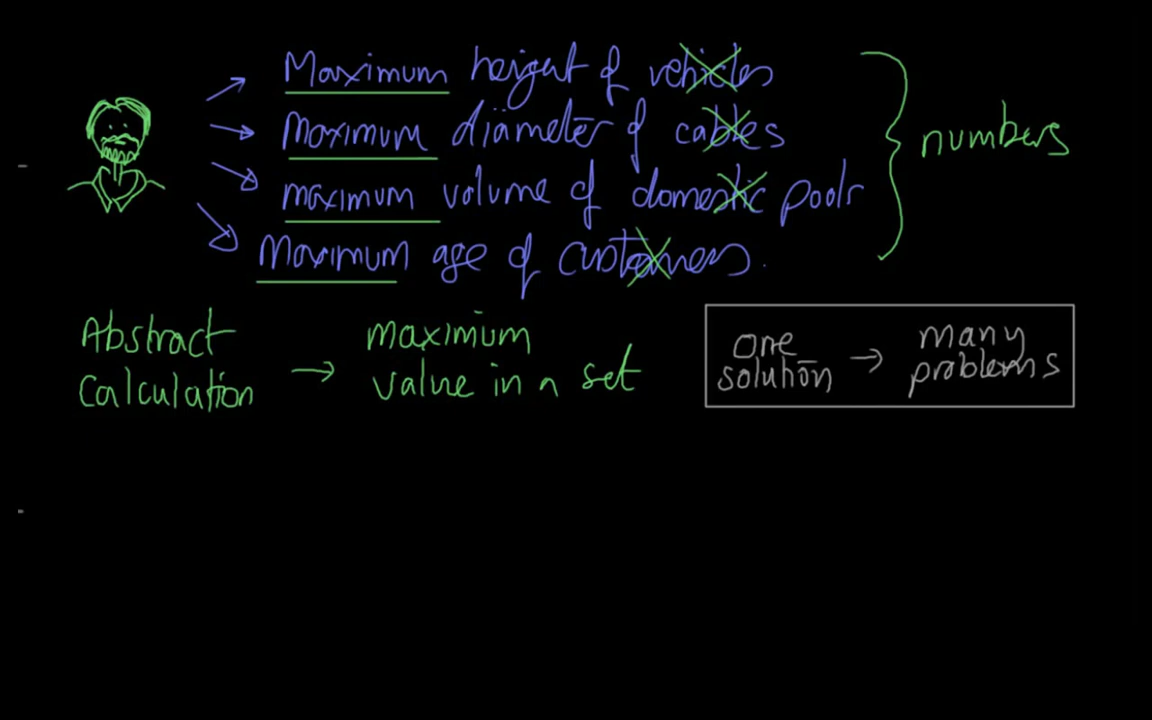 Maximum height of vehicles
maximum diameter of cables
maximum volume of domestic pools
Maximum age of customers.
numbers
Abstract
Calculation → maximum
value in a set
one
solution → many
problems